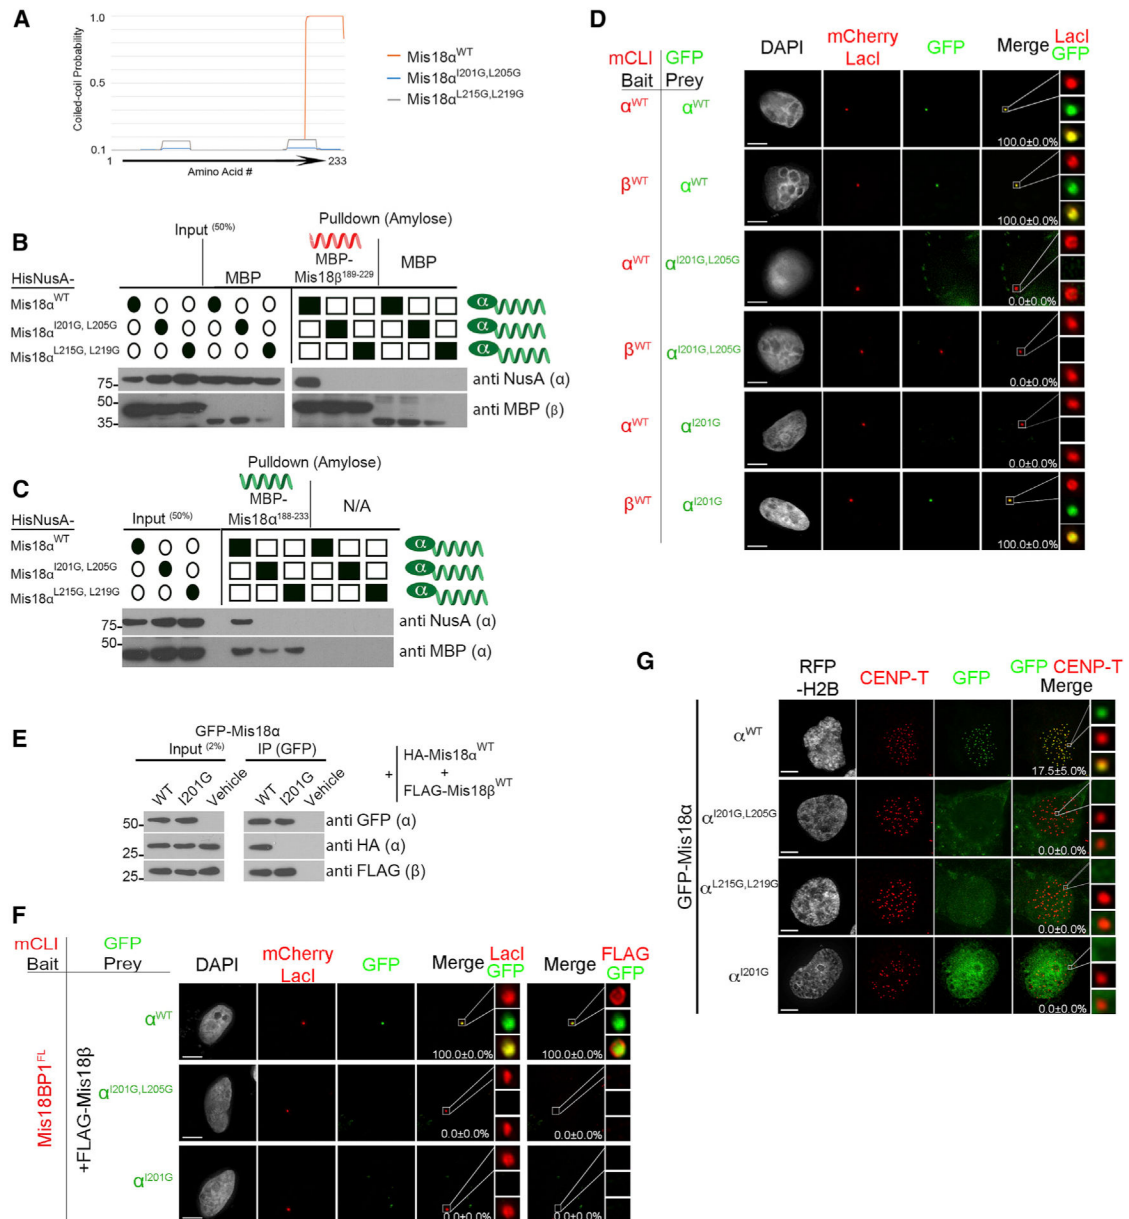 A
1.0
0.5
0.1
Coiled-coil Probability
1
233
Amino Acid #
Mis18α^WT
Mis18α^I201G,L205G
Mis18α^L215G,L219G
B
Input (50%)
Pulldown (Amylose)
HisNusA-
MBP
MBP-
Mis18β^189-229
MBP
Mis18α^WT
Mis18α^I201G, L205G
Mis18α^L215G, L219G
α
α
α
75
50
35
anti NusA (α)
anti MBP (β)
C
Pulldown (Amylose)
HisNusA-
Input (50%)
MBP-
Mis18α^188-233
N/A
Mis18α^WT
Mis18α^I201G, L205G
Mis18α^L215G, L219G
α
α
α
75
50
anti NusA (α)
anti MBP (α)
D
mCLI
Bait
GFP
Prey
DAPI
mCherry
LacI
GFP
Merge
LacI
GFP
α^WT
α^WT
100.0±0.0%
β^WT
α^WT
100.0±0.0%
α^WT
α^I201G,L205G
0.0±0.0%
β^WT
α^I201G,L205G
0.0±0.0%
α^WT
α^I201G
0.0±0.0%
β^WT
α^I201G
100.0±0.0%
E
GFP-Mis18α
Input (2%)
IP (GFP)
WT
I201G
Vehicle
WT
I201G
Vehicle
+
HA-Mis18α^WT
+
FLAG-Mis18β^WT
50
25
25
anti GFP (α)
anti HA (α)
anti FLAG (β)
F
mCLI
Bait
GFP
Prey
DAPI
mCherry
LacI
GFP
Merge
LacI
GFP
Merge
FLAG
GFP
Mis18BP1^FL
+FLAG-Mis18β
α^WT
100.0±0.0%
100.0±0.0%
α^I201G,L205G
0.0±0.0%
0.0±0.0%
α^I201G
0.0±0.0%
0.0±0.0%
G
RFP
-H2B
CENP-T
GFP
GFP CENP-T
Merge
GFP-Mis18α
α^WT
17.5±5.0%
α^I201G,L205G
0.0±0.0%
α^L215G,L219G
0.0±0.0%
α^I201G
0.0±0.0%